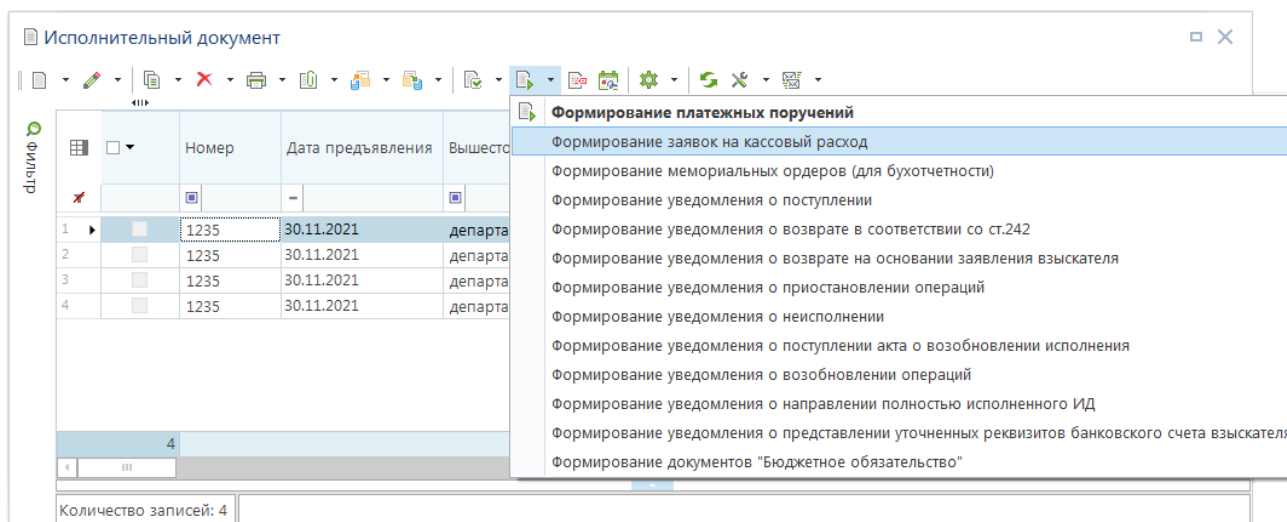 Исполнительный документ
Формирование платежных поручений
Формирование заявок на кассовый расход
Формирование мемориальных ордеров (для бухотчетности)
Формирование уведомления о поступлении
Формирование уведомления о возврате в соответствии со ст.242
Формирование уведомления о возврате на основании заявления взыскателя
Формирование уведомления о приостановлении операций
Формирование уведомления о неисполнении
Формирование уведомления о поступлении акта о возобновлении исполнения
Формирование уведомления о возобновлении операций
Формирование уведомления о направлении полностью исполненного ИД
Формирование уведомления о представлении уточненных реквизитов банковского счета взыскателя
Формирование документов "Бюджетное обязательство"
Фильтр
Номер Дата предъявления Вышесто
1 1235 30.11.2021 департа
2 1235 30.11.2021 департа
3 1235 30.11.2021 департа
4 1235 30.11.2021 департа
4
Количество записей: 4